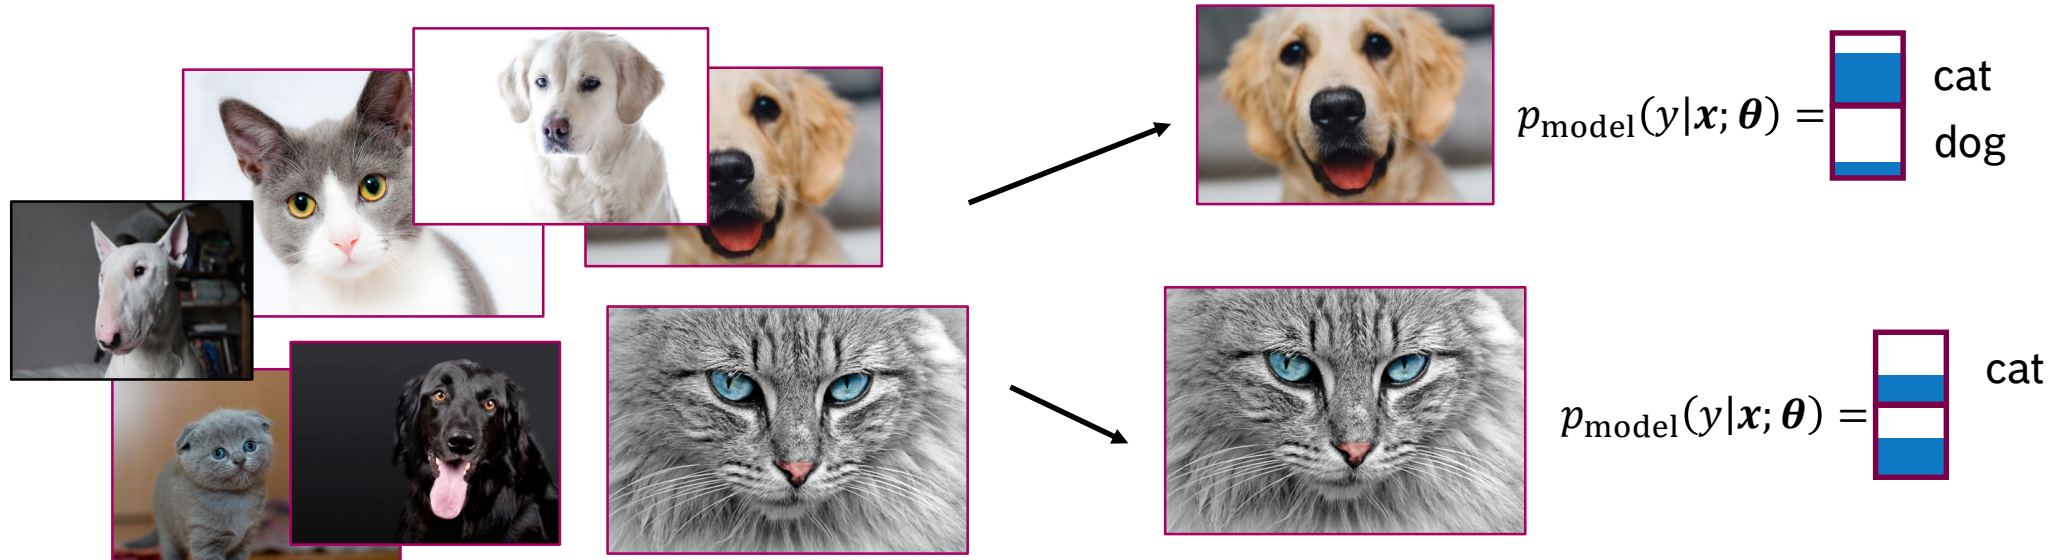 cat
p_model(y|x; θ) =
dog
cat
p_model(y|x; θ) =